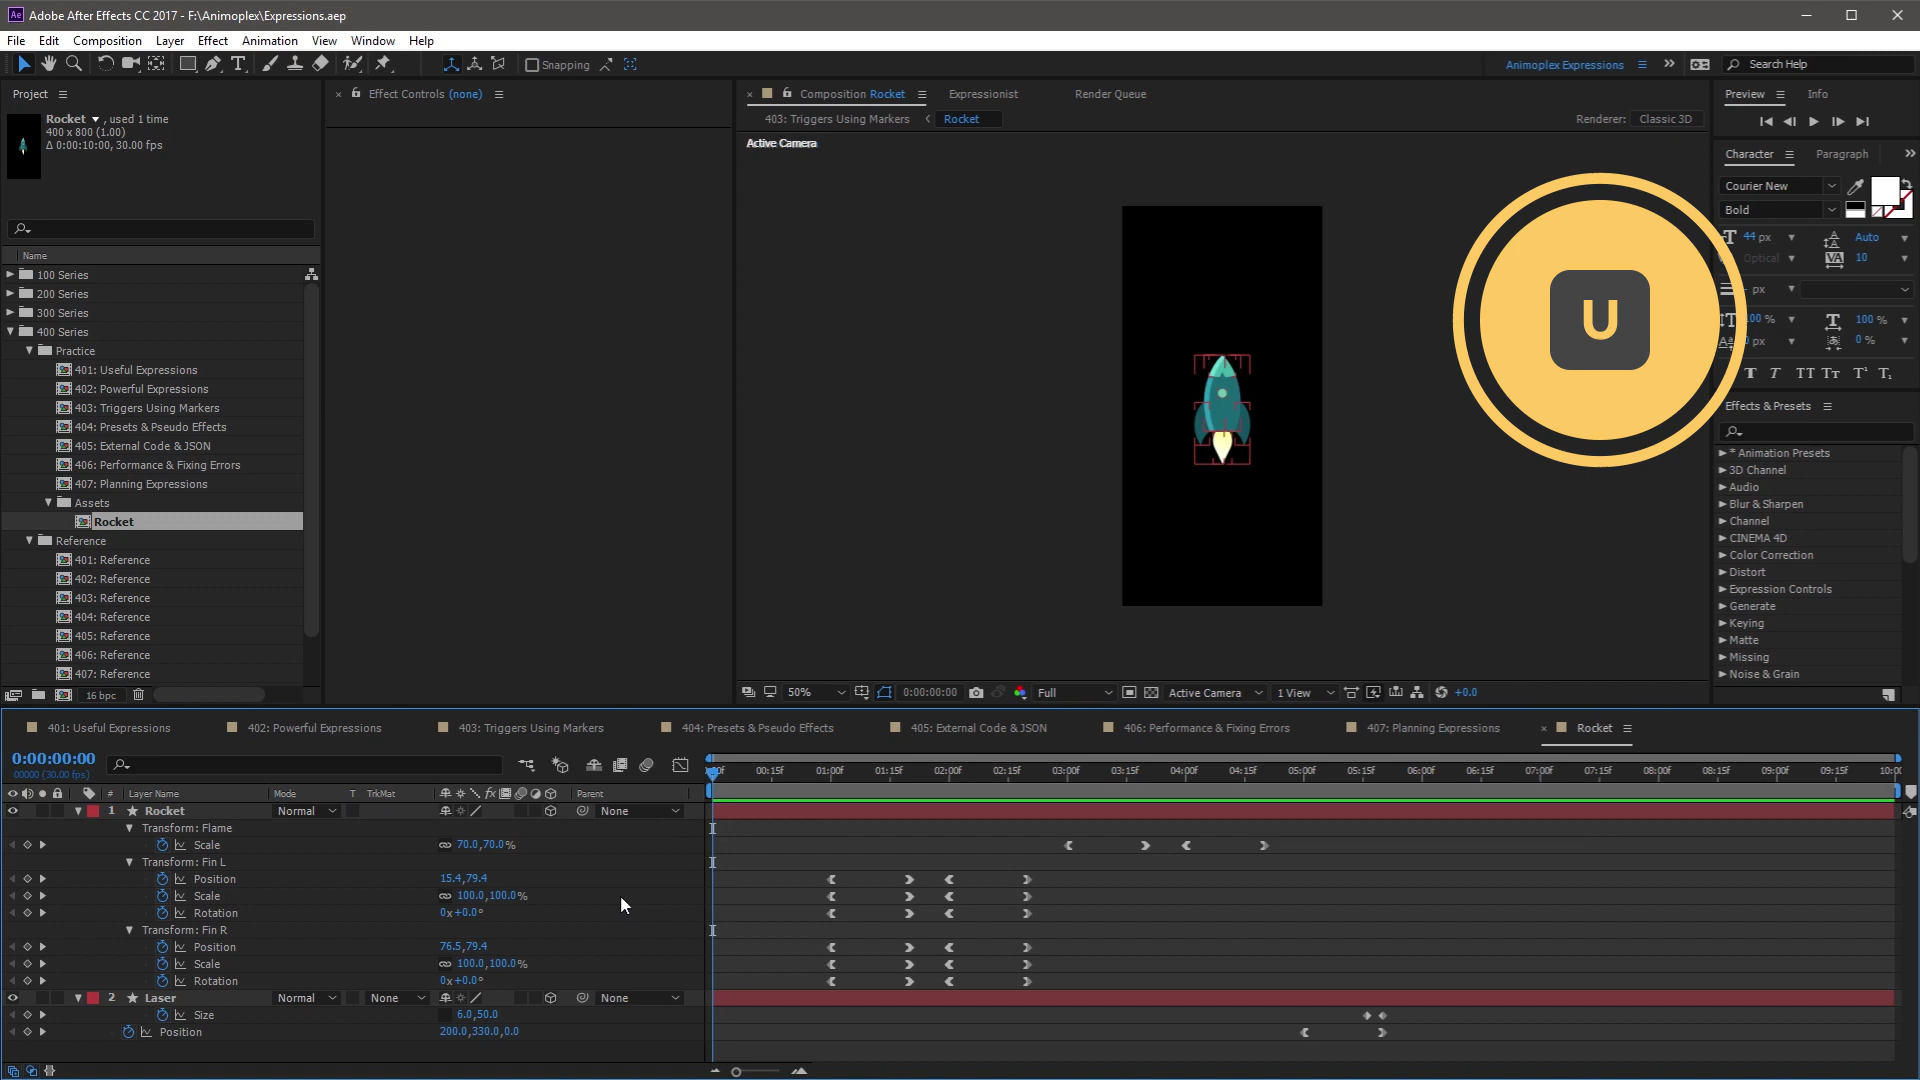 Adobe After Effects CC 2017 - F:\Animoplex\Expressions.aep
File Edit Composition Layer Effect Animation View Window Help
Snapping
Animoplex Expressions
Search Help
Project
Rocket , used 1 time
400 x 800 (1.00)
Δ 0:00:10:00, 30.00 fps
Name
100 Series
200 Series
300 Series
400 Series
Practice
401: Useful Expressions
402: Powerful Expressions
403: Triggers Using Markers
404: Presets & Pseudo Effects
405: External Code & JSON
406: Performance & Fixing Errors
407: Planning Expressions
Assets
Rocket
Reference
401: Reference
402: Reference
403: Reference
404: Reference
405: Reference
406: Reference
407: Reference
16 bpc
Effect Controls (none)
Composition Rocket Expressionist Render Queue
403: Triggers Using Markers Rocket Renderer: Classic 3D
Active Camera
U
50% 0:00:00:00 Full Active Camera 1 View +0.0
Preview Info
Character Paragraph
Courier New
Bold
44 px Auto
Optical 10
- px
100 % 100 %
px 0 %
T T TT Tт T¹ T₁
Effects & Presets
* Animation Presets
3D Channel
Audio
Blur & Sharpen
Channel
CINEMA 4D
Color Correction
Distort
Expression Controls
Generate
Keying
Matte
Missing
Noise & Grain
401: Useful Expressions 402: Powerful Expressions 403: Triggers Using Markers 404: Presets & Pseudo Effects 405: External Code & JSON 406: Performance & Fixing Errors 407: Planning Expressions Rocket
0:00:00:00
00000 (30.00 fps)
00:15f 01:00f 01:15f 02:00f 02:15f 03:00f 03:15f 04:00f 04:15f 05:00f 05:15f 06:00f 06:15f 07:00f 07:15f 08:00f 08:15f 09:00f 09:15f 10:00
# Layer Name Mode T TrkMat fx Parent
1 Rocket Normal None
Transform: Flame
Scale 70.0,70.0%
Transform: Fin L
Position 15.4,79.4
Scale 100.0,100.0%
Rotation 0x+0.0°
Transform: Fin R
Position 76.5,79.4
Scale 100.0,100.0%
Rotation 0x+0.0°
2 Laser Normal None None
Size 6.0,50.0
Position 200.0,330.0,0.0